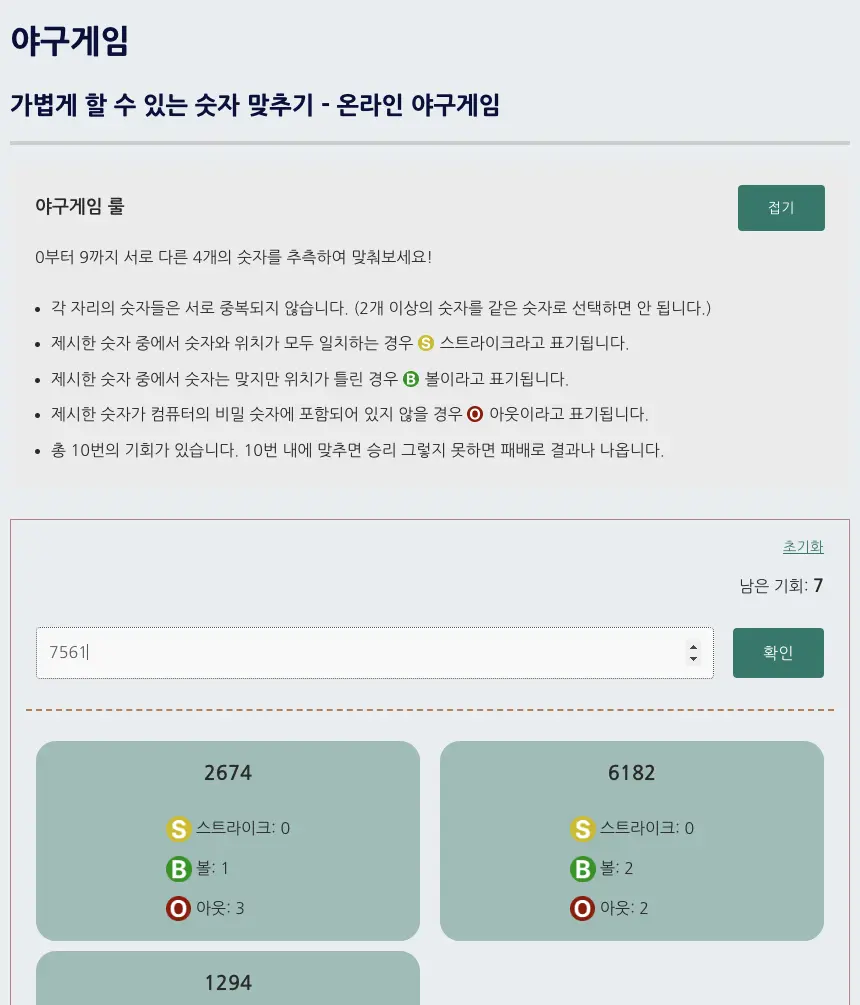 야구게임
가볍게 할 수 있는 숫자 맞추기 - 온라인 야구게임
야구게임 룰
접기
0부터 9까지 서로 다른 4개의 숫자를 추측하여 맞춰보세요!
각 자리의 숫자들은 서로 중복되지 않습니다. (2개 이상의 숫자를 같은 숫자로 선택하면 안 됩니다.)
제시한 숫자 중에서 숫자와 위치가 모두 일치하는 경우 S 스트라이크라고 표기됩니다.
제시한 숫자 중에서 숫자는 맞지만 위치가 틀린 경우 B 볼이라고 표기됩니다.
제시한 숫자가 컴퓨터의 비밀 숫자에 포함되어 있지 않을 경우 O 아웃이라고 표기됩니다.
총 10번의 기회가 있습니다. 10번 내에 맞추면 승리 그렇지 못하면 패배로 결과나 나옵니다.
초기화
남은 기회: 7
7561
확인
2674
S 스트라이크: 0
B 볼: 1
O 아웃: 3
6182
S 스트라이크: 0
B 볼: 2
O 아웃: 2
1294